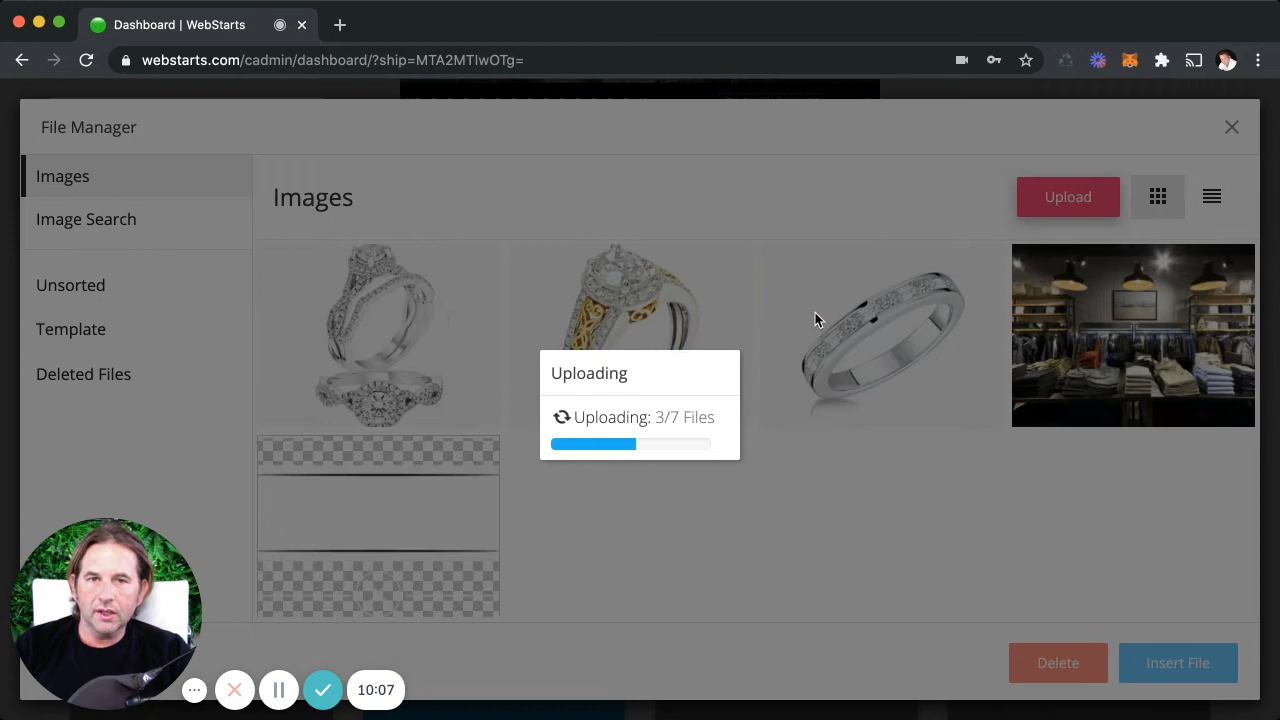 Dashboard | WebStarts
webstarts.com/cadmin/dashboard/?ship=MTA2MTIwOTg=
File Manager
Images
Image Search
Unsorted
Template
Deleted Files
Images
Upload
Uploading
Uploading: 3/7 Files
Delete
Insert File
10:07